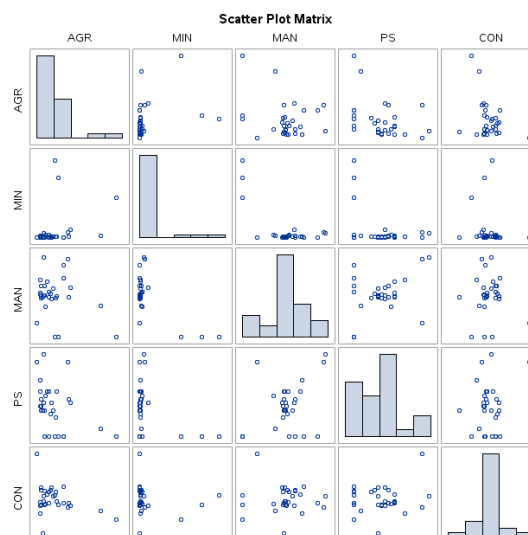 Scatter Plot Matrix
AGR MIN MAN PS CON
AGR
MIN
MAN
PS
CON